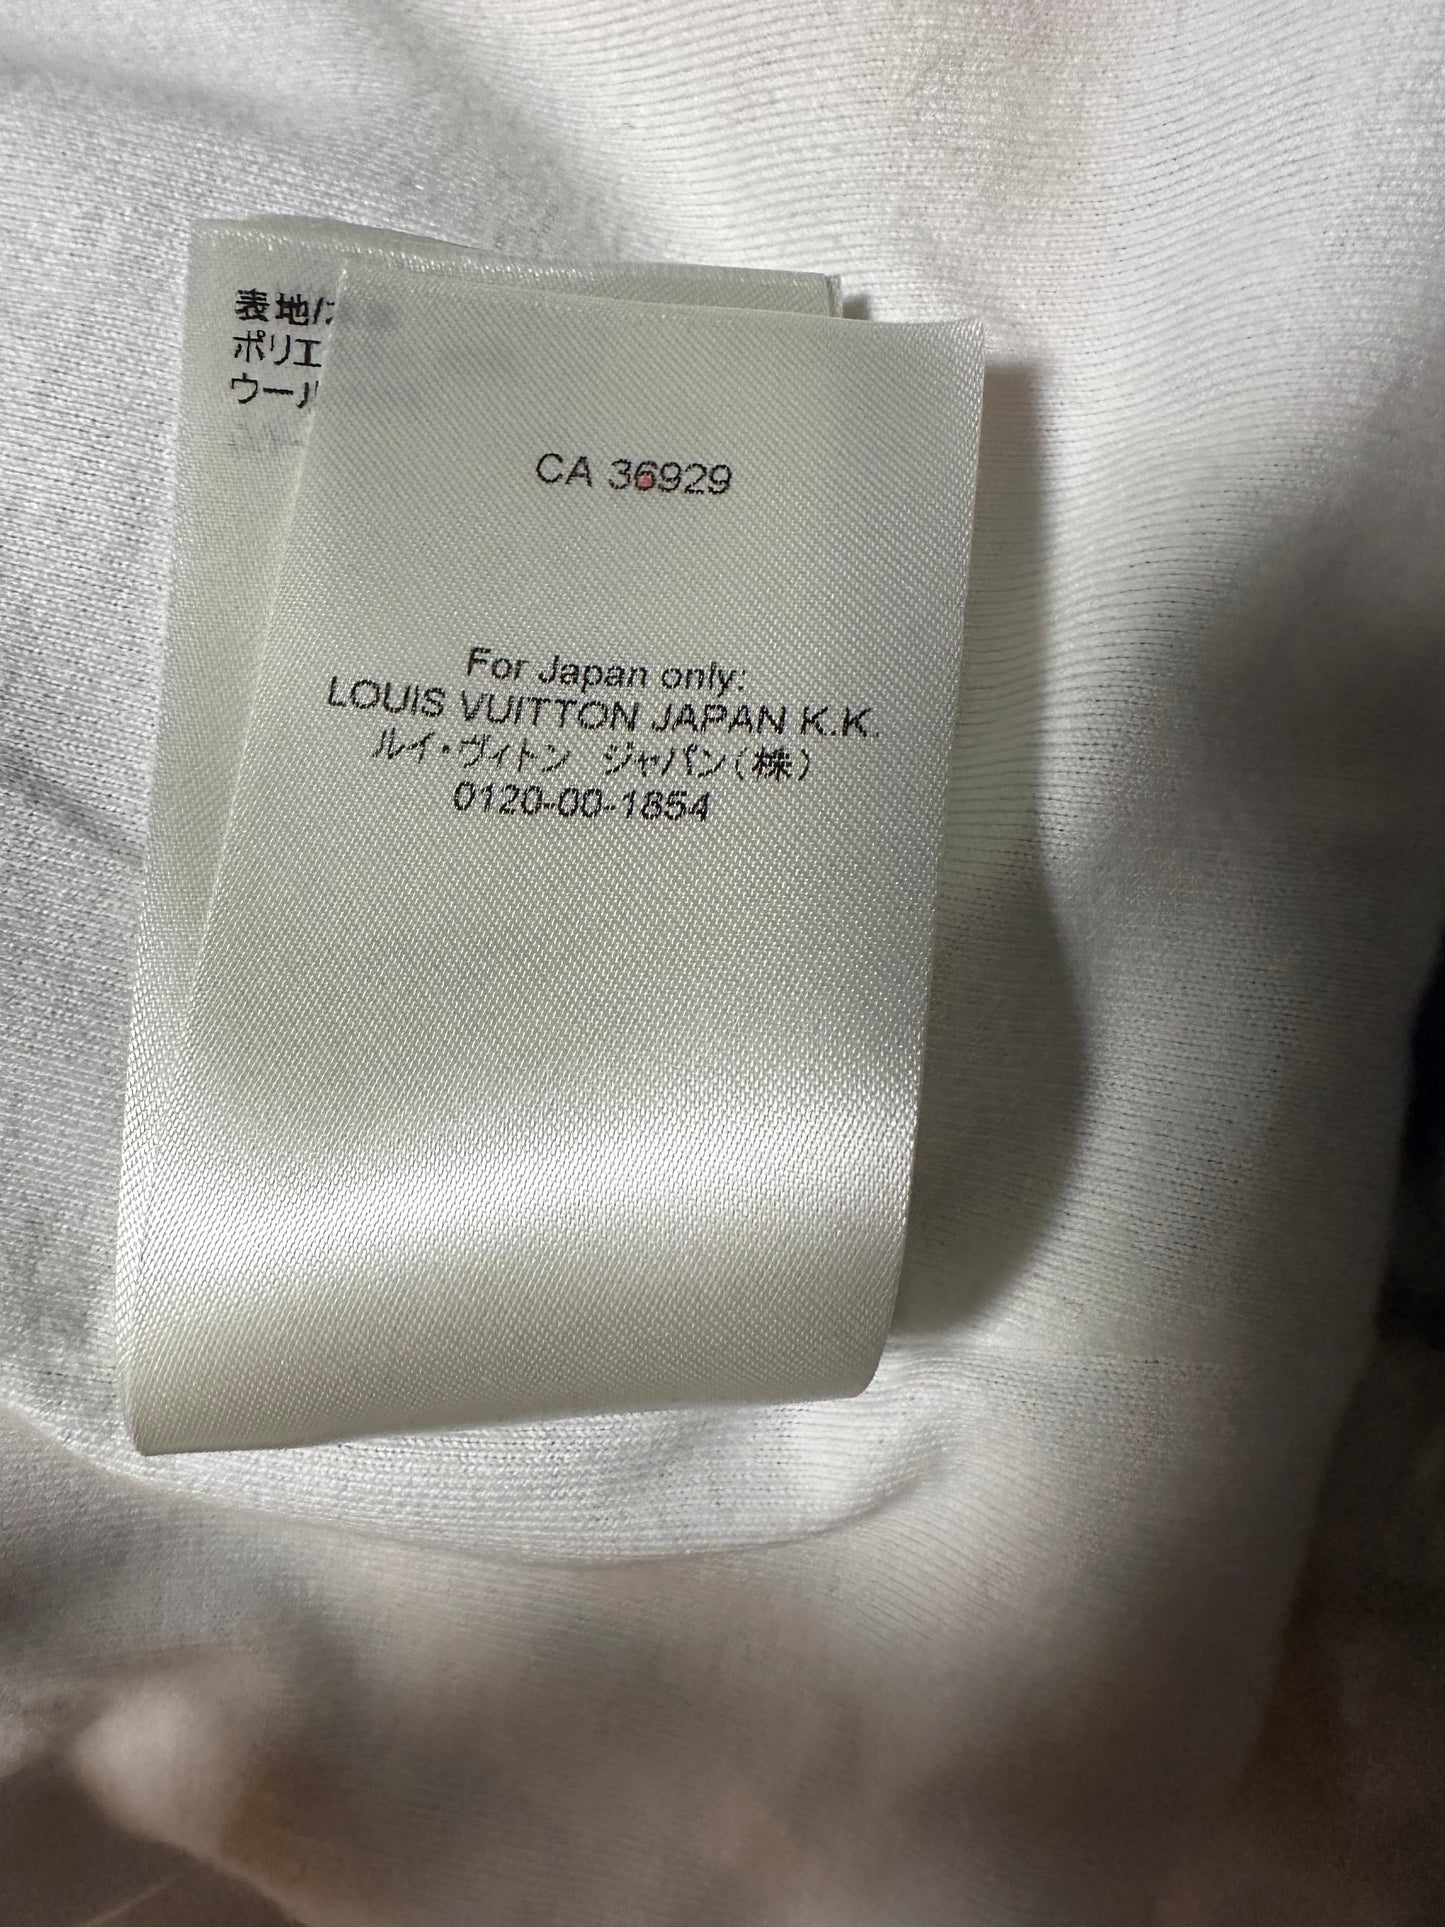 表地/
ポリエ
ウール
CA 36929
For Japan only:
LOUIS VUITTON JAPAN K.K.
ルイ・ヴィトン ジャパン(株)
0120-00-1854